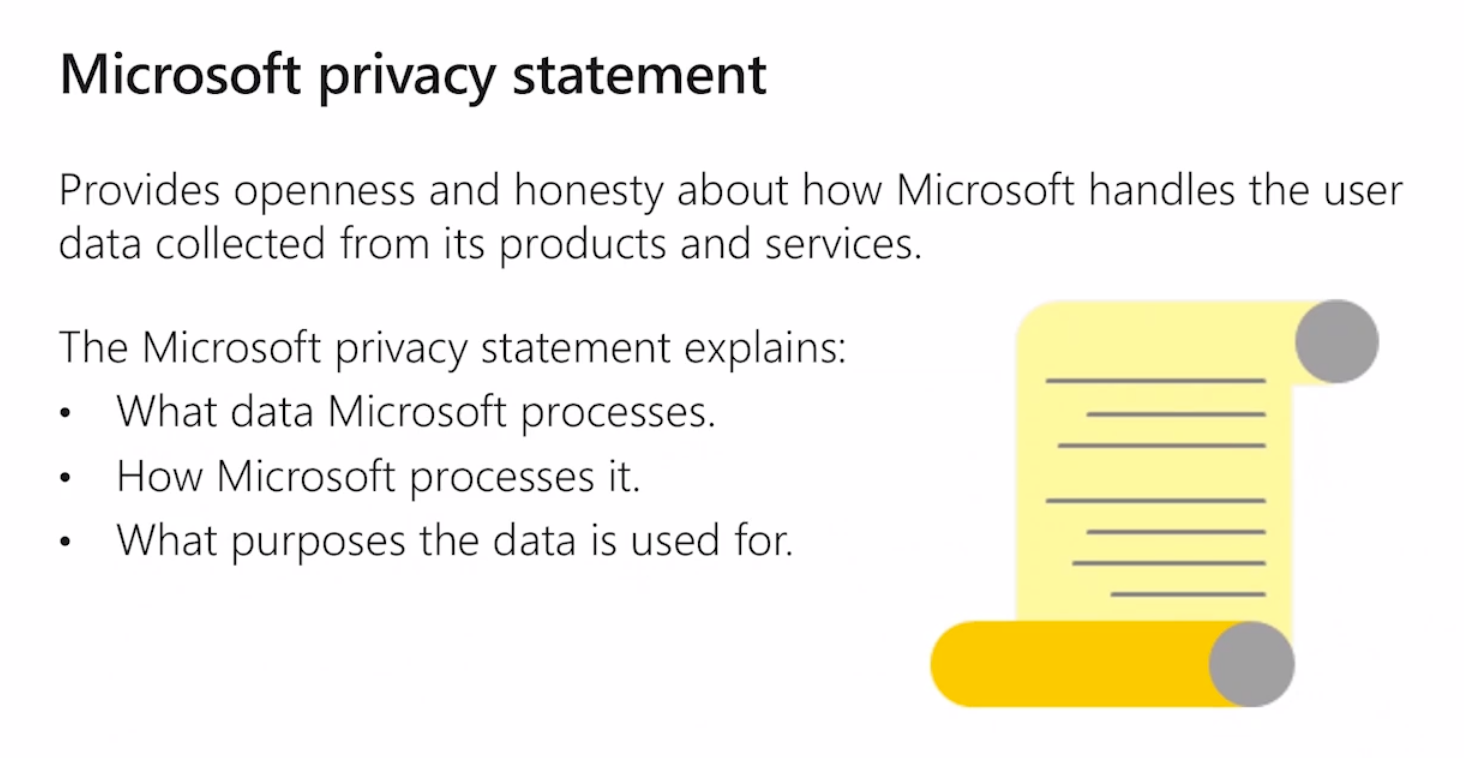 Microsoft privacy statement
Provides openness and honesty about how Microsoft handles the user
data collected from its products and services.
The Microsoft privacy statement explains:
• What data Microsoft processes.
• How Microsoft processes it.
• What purposes the data is used for.